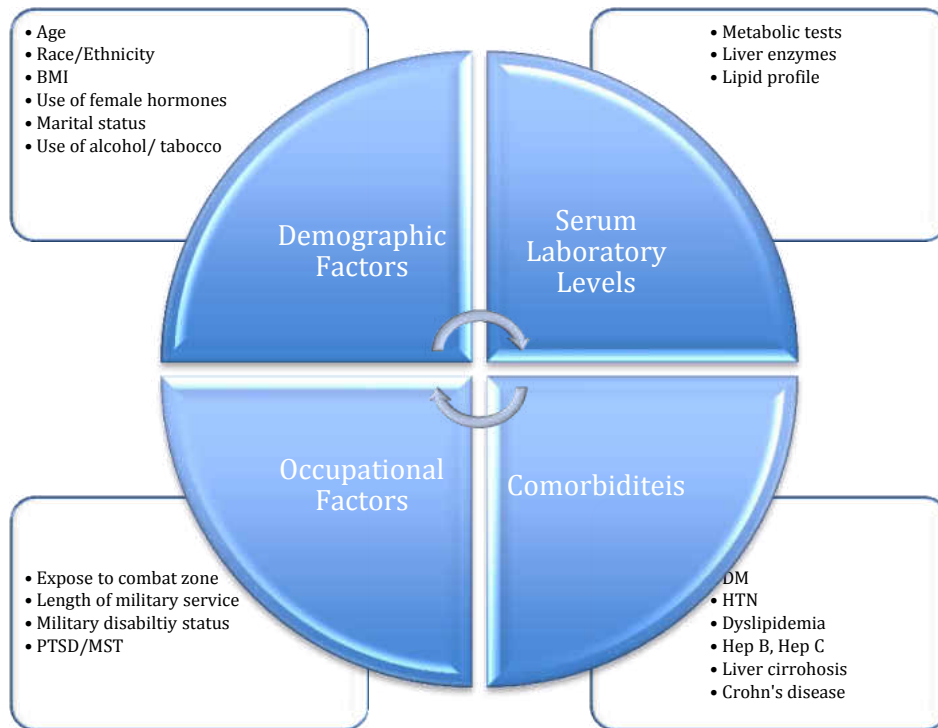 • Age
• Race/Ethnicity
• BMI
• Use of female hormones
• Marital status
• Use of alcohol/ tabocco
• Metabolic tests
• Liver enzymes
• Lipid profile
Demographic
Factors
Serum
Laboratory
Levels
Occupational
Factors
Comorbiditeis
• Expose to combat zone
• Length of military service
• Military disabiltiy status
• PTSD/MST
DM
• HTN
• Dyslipidemia
• Hep B, Hep C
• Liver cirrohosis
• Crohn's disease